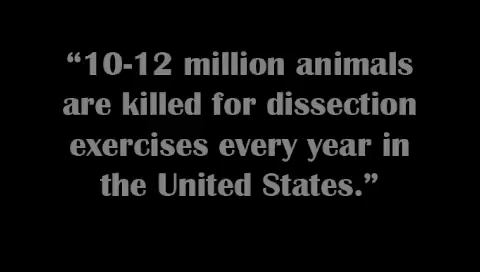 “10-12 million animals
are killed for dissection
exercises every year in
the United States.”